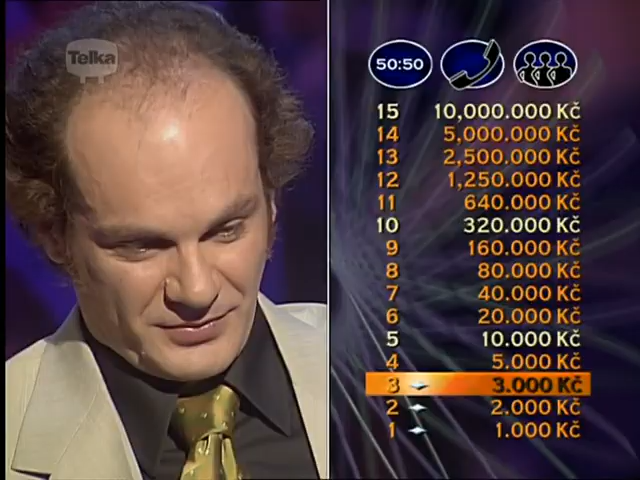 Telka
50:50
15 10,000.000 Kč
14 5,000.000 Kč
13 2,500.000 Kč
12 1,250.000 Kč
11 640.000 Kč
10 320.000 Kč
9 160.000 Kč
8 80.000 Kč
7 40.000 Kč
6 20.000 Kč
5 10.000 Kč
4 5.000 Kč
3 3.000 Kč
2 2.000 Kč
1 1.000 Kč